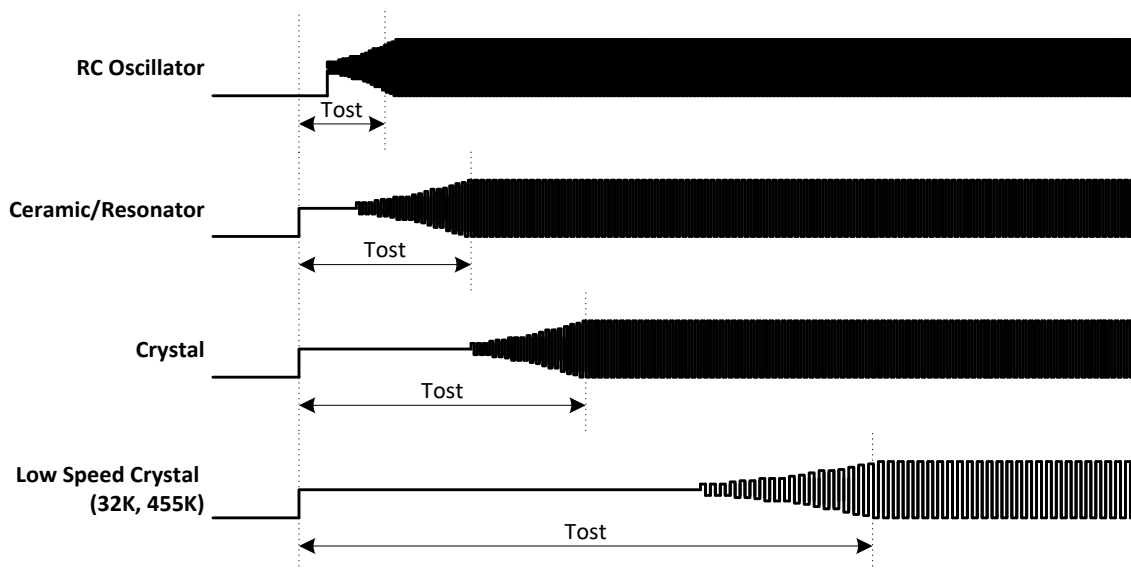 RC Oscillator
Tost
Ceramic/Resonator
Tost
Crystal
Tost
Low Speed Crystal
(32K, 455K)
Tost